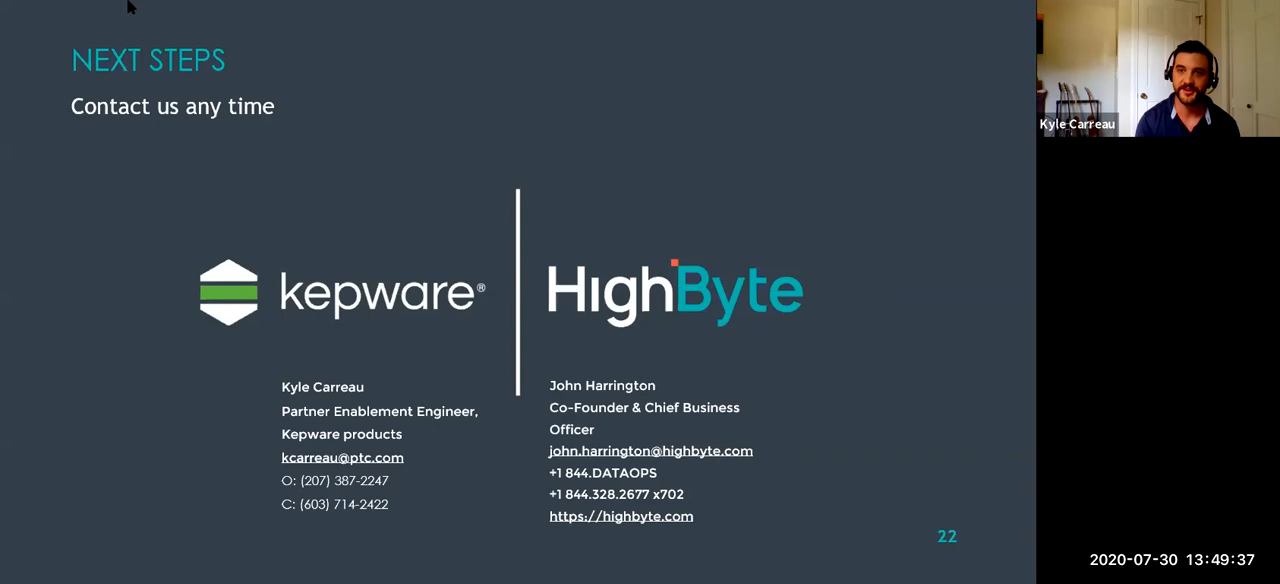 NEXT STEPS
Contact us any time
kepware®
HighByte
Kyle Carreau
Partner Enablement Engineer,
Kepware products
kcarreau@ptc.com
O: (207) 387-2247
C: (603) 714-2422
John Harrington
Co-Founder & Chief Business
Officer
john.harrington@highbyte.com
+1 844.DATAOPS
+1 844.328.2677 x702
https://highbyte.com
22
Kyle Carreau
2020-07-30 13:49:37